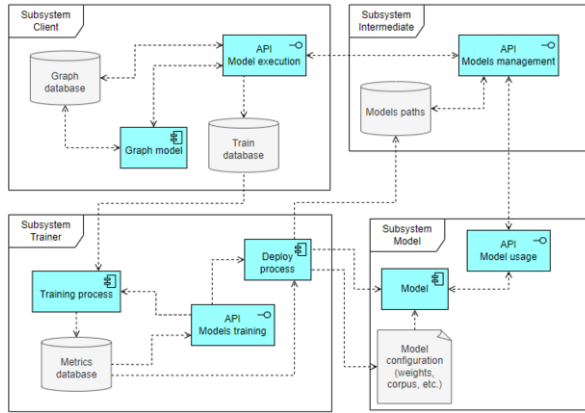 Subsystem
Client
Graph
database
API
Model execution
Graph model
Train
database
Subsystem
Intermediate
API
Models management
Models paths
Subsystem
Trainer
Training process
Deploy
process
API
Models training
Metrics
database
Subsystem
Model
API
Model usage
Model
Model
configuration
(weights,
corpus, etc.)